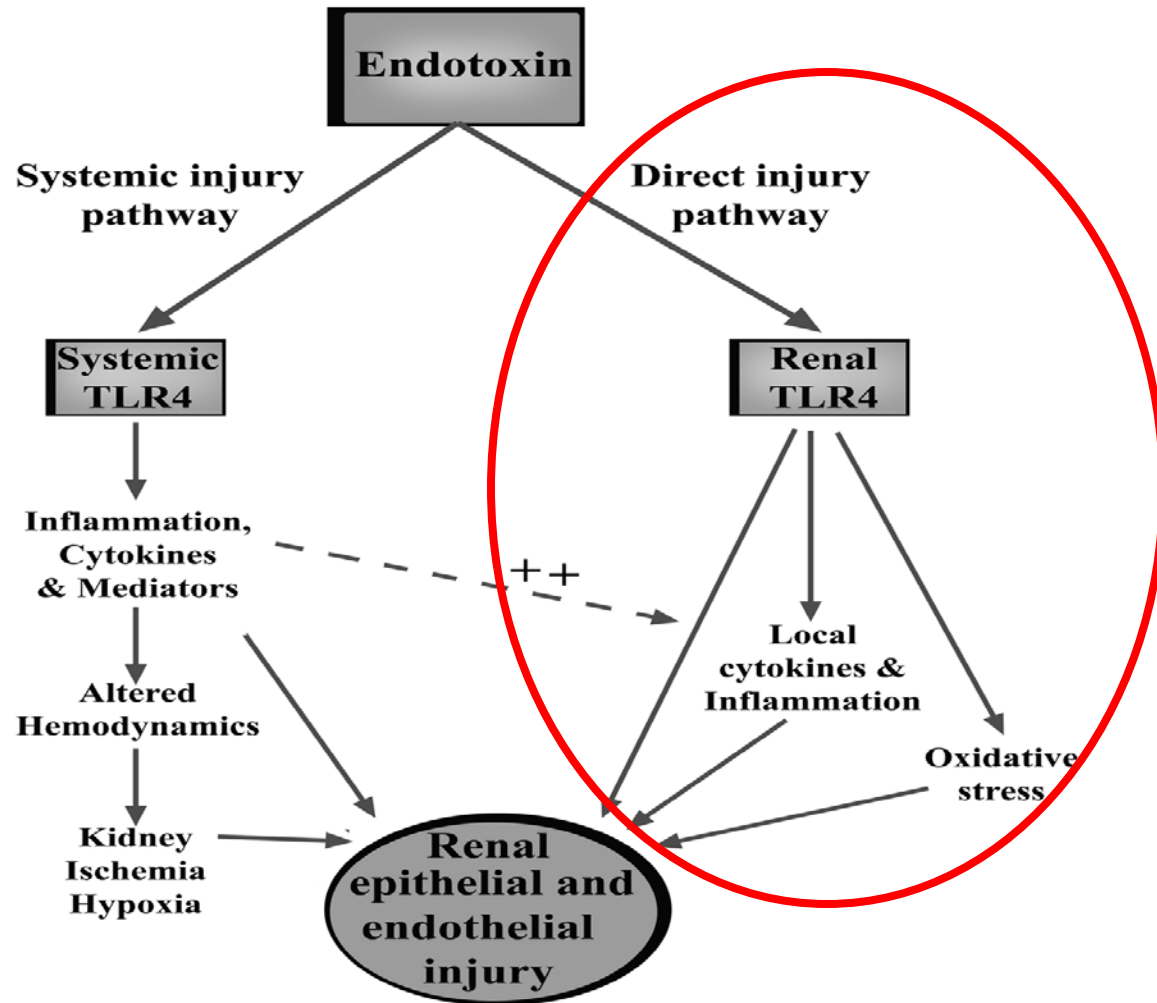 Endotoxin
Systemic injury
pathway
Direct injury
pathway
Systemic
TLR4
Renal
TLR4
Inflammation,
Cytokines
& Mediators
++
Local
cytokines &
Inflammation
Altered
Hemodynamics
Oxidative
stress
Kidney
Ischemia
Hypoxia
Renal
epithelial and
endothelial
injury